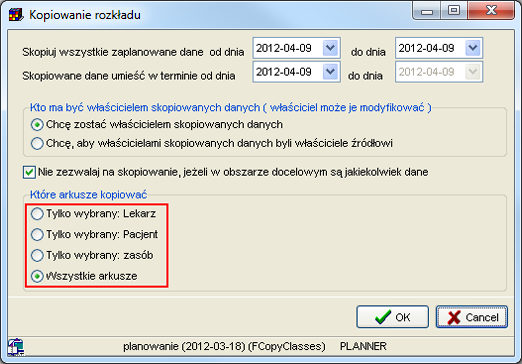 Kopiowanie rozkładu
Skopiuj wszystkie zaplanowane dane od dnia 2012-04-09 do dnia 2012-04-09
Skopiowane dane umieść w terminie od dnia 2012-04-09 do dnia 2012-04-09
Kto ma być właścicielem skopiowanych danych ( właściciel może je modyfikować )
Chcę zostać właścicielem skopiowanych danych
Chcę, aby właścicielami skopiowanych danych byli właściciele źródłowi
Nie zezwalaj na skopiowanie, jeżeli w obszarze docelowym są jakiekolwiek dane
Które arkusze kopiować
Tylko wybrany: Lekarz
Tylko wybrany: Pacjent
Tylko wybrany: zasób
Wszystkie arkusze
OK Cancel
planowanie (2012-03-18) (FCopyClasses) PLANNER